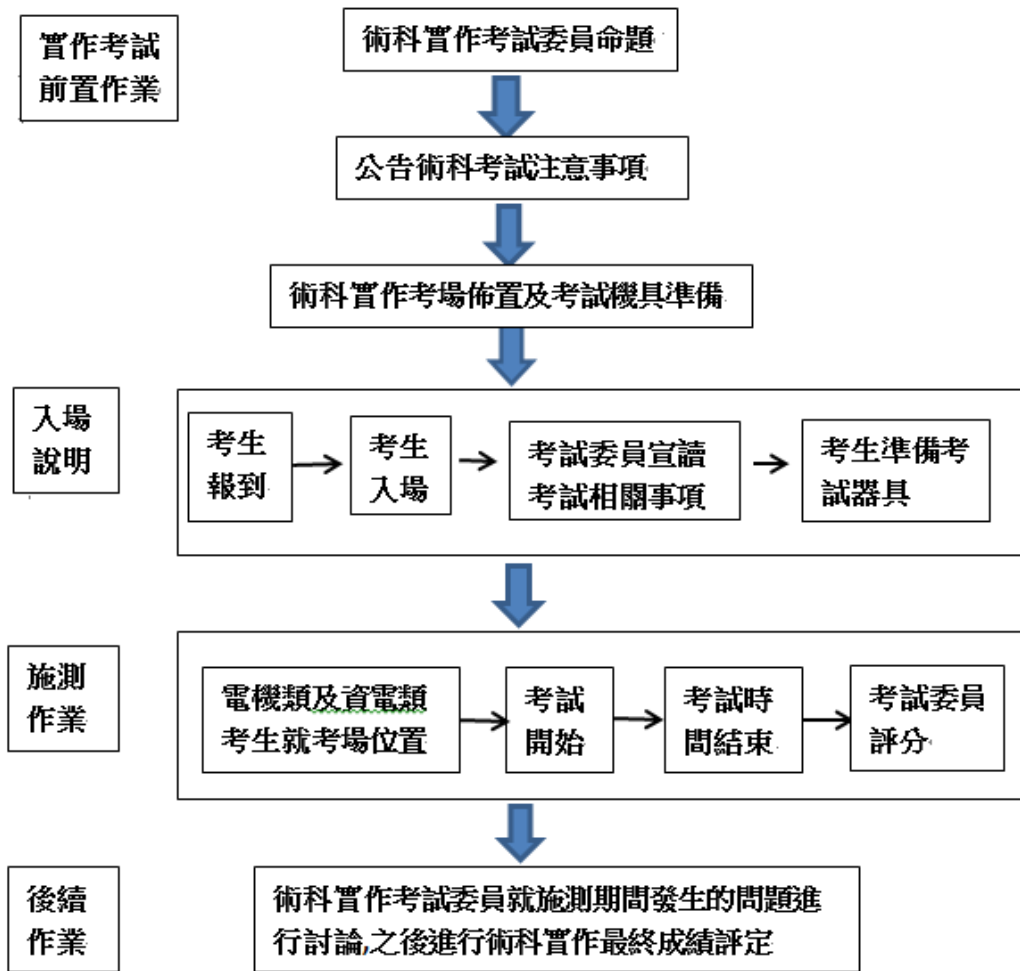 實作考試
前置作業
術科實作考試委員命題
公告術科考試注意事項
術科實作考場佈置及考試機具準備
入場
說明
考生
報到
考生
入場
考試委員宣讀
考試相關事項
考生準備考
試器具
施測
作業
電機類及資電類
考生就考場位置
考試
開始
考試時
間結束
考試委員
評分
後續
作業
術科實作考試委員就施測期間發生的問題進
行討論,之後進行術科實作最終成績評定